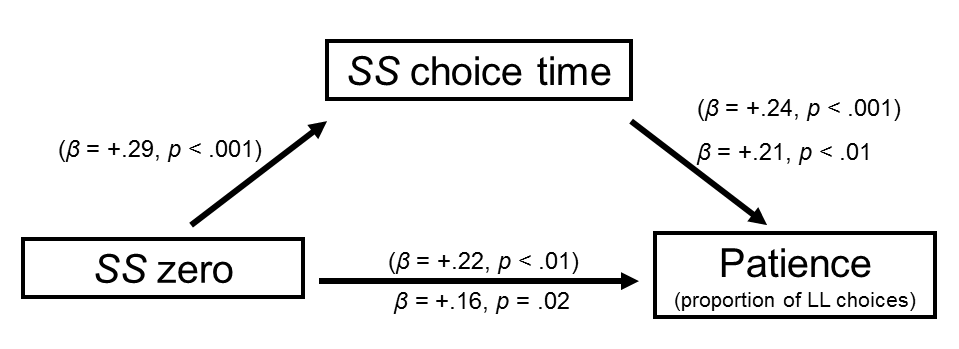 SS choice time
(β = +.24, p < .001)
(β = +.29, p < .001)
β = +.21, p < .01
SS zero
(β = +.22, p < .01)
β = +.16, p = .02
Patience
(proportion of LL choices)